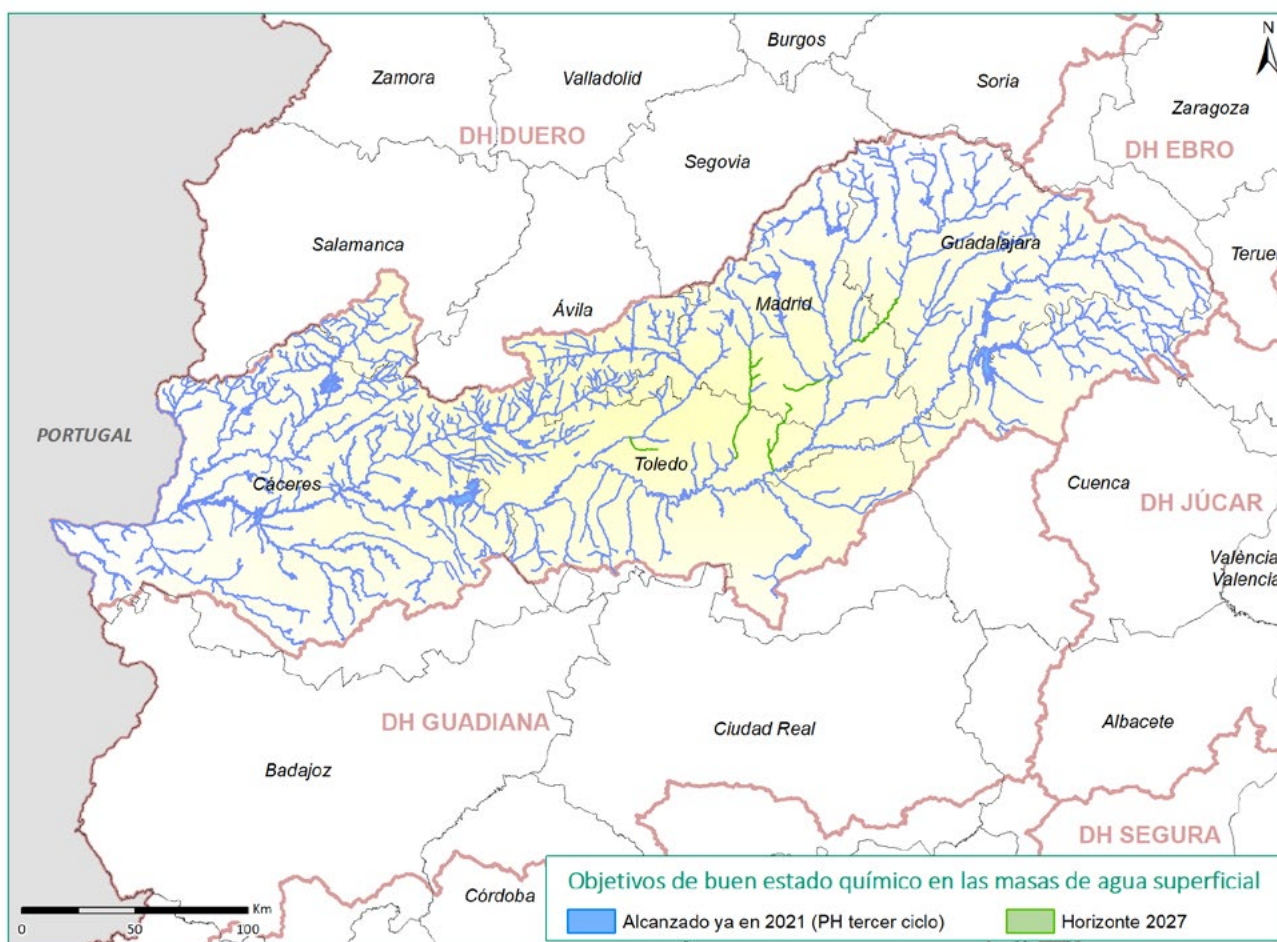 Burgos
N
Zamora
Valladolid
Soria
Zaragoza
DH DUERO
DH EBRO
Segovia
Salamanca
Guadalajara
Teruel
Ávila
Madrid
PORTUGAL
Toledo
Cáceres
Cuenca
DH JÚCAR
València/
Valencia
DH GUADIANA
Ciudad Real
Albacete
Badajoz
DH SEGURA
Córdoba
Objetivos de buen estado químico en las masas de agua superficial
Alcanzado ya en 2021 (PH tercer ciclo)
Horizonte 2027
Km
0
50
100